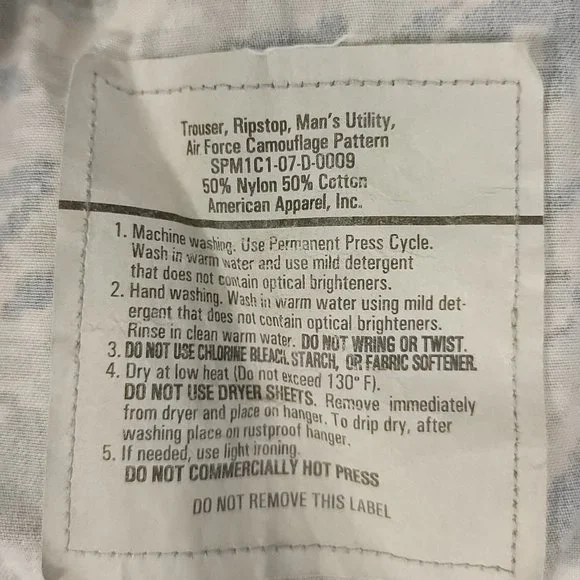 Trouser, Ripstop, Man's Utility,
Air Force Camouflage Pattern
SPM1C1-07-D-0009
50% Nylon 50% Cotton
American Apparel, Inc.
1. Machine washing. Use Permanent Press Cycle.
Wash in warm water and use mild detergent
that does not contain optical brighteners.
2. Hand washing. Wash in warm water using mild det-
ergent that does not contain optical brighteners.
Rinse in clean warm water. DO NOT WRING OR TWIST.
3. DO NOT USE CHLORINE BLEACH, STARCH, OR FABRIC SOFTENER.
4. Dry at low heat (Do not exceed 130° F).
DO NOT USE DRYER SHEETS. Remove immediately
from dryer and place on hanger. To drip dry, after
washing place on rustproof hanger.
5. If needed, use light ironing.
DO NOT COMMERCIALLY HOT PRESS
DO NOT REMOVE THIS LABEL